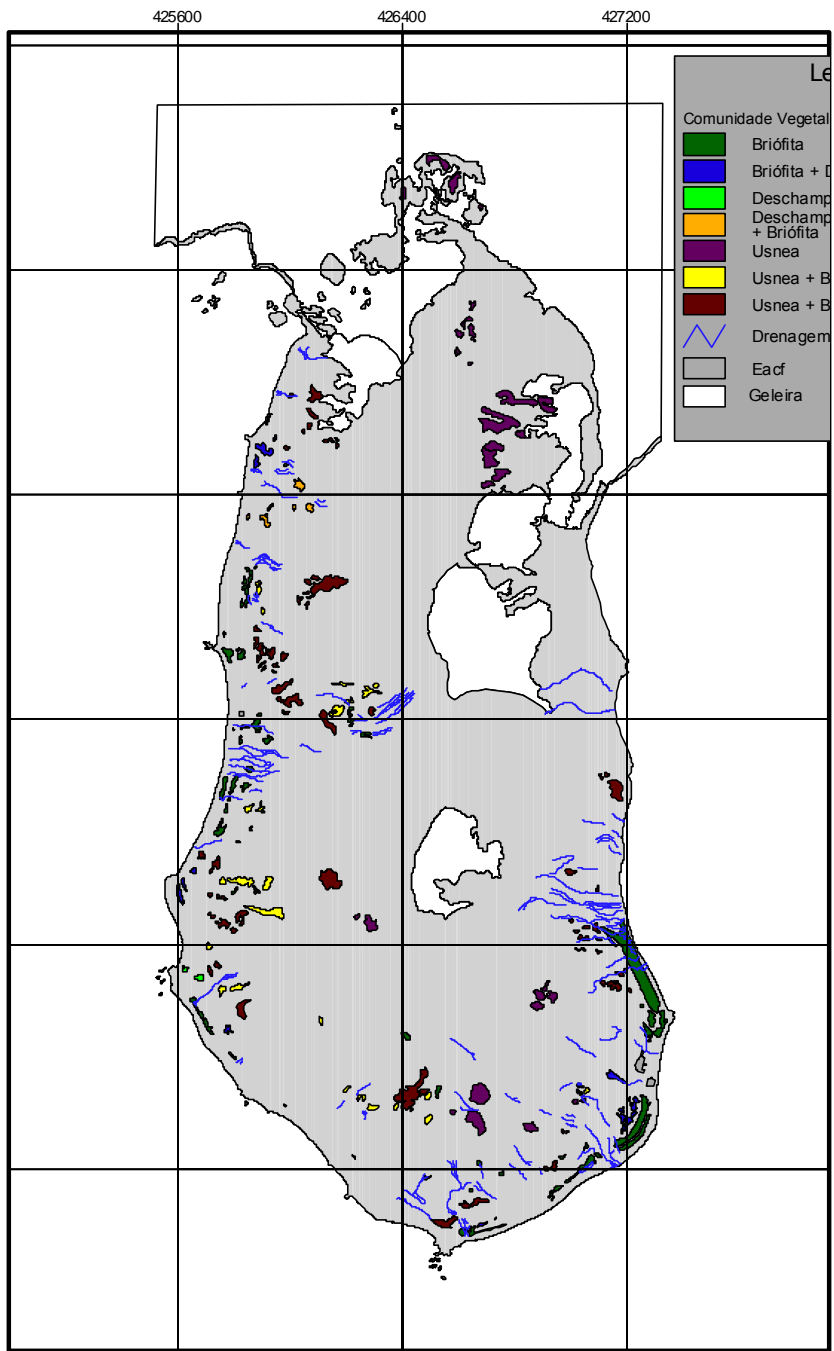 425600 426400 427200
Le
Comunidade Vegetal
Briófita
Briófita + D
Deschamp
Deschamp
+ Briófita
Usnea
Usnea + B
Usnea + B
Drenagem
Eacf
Geleira